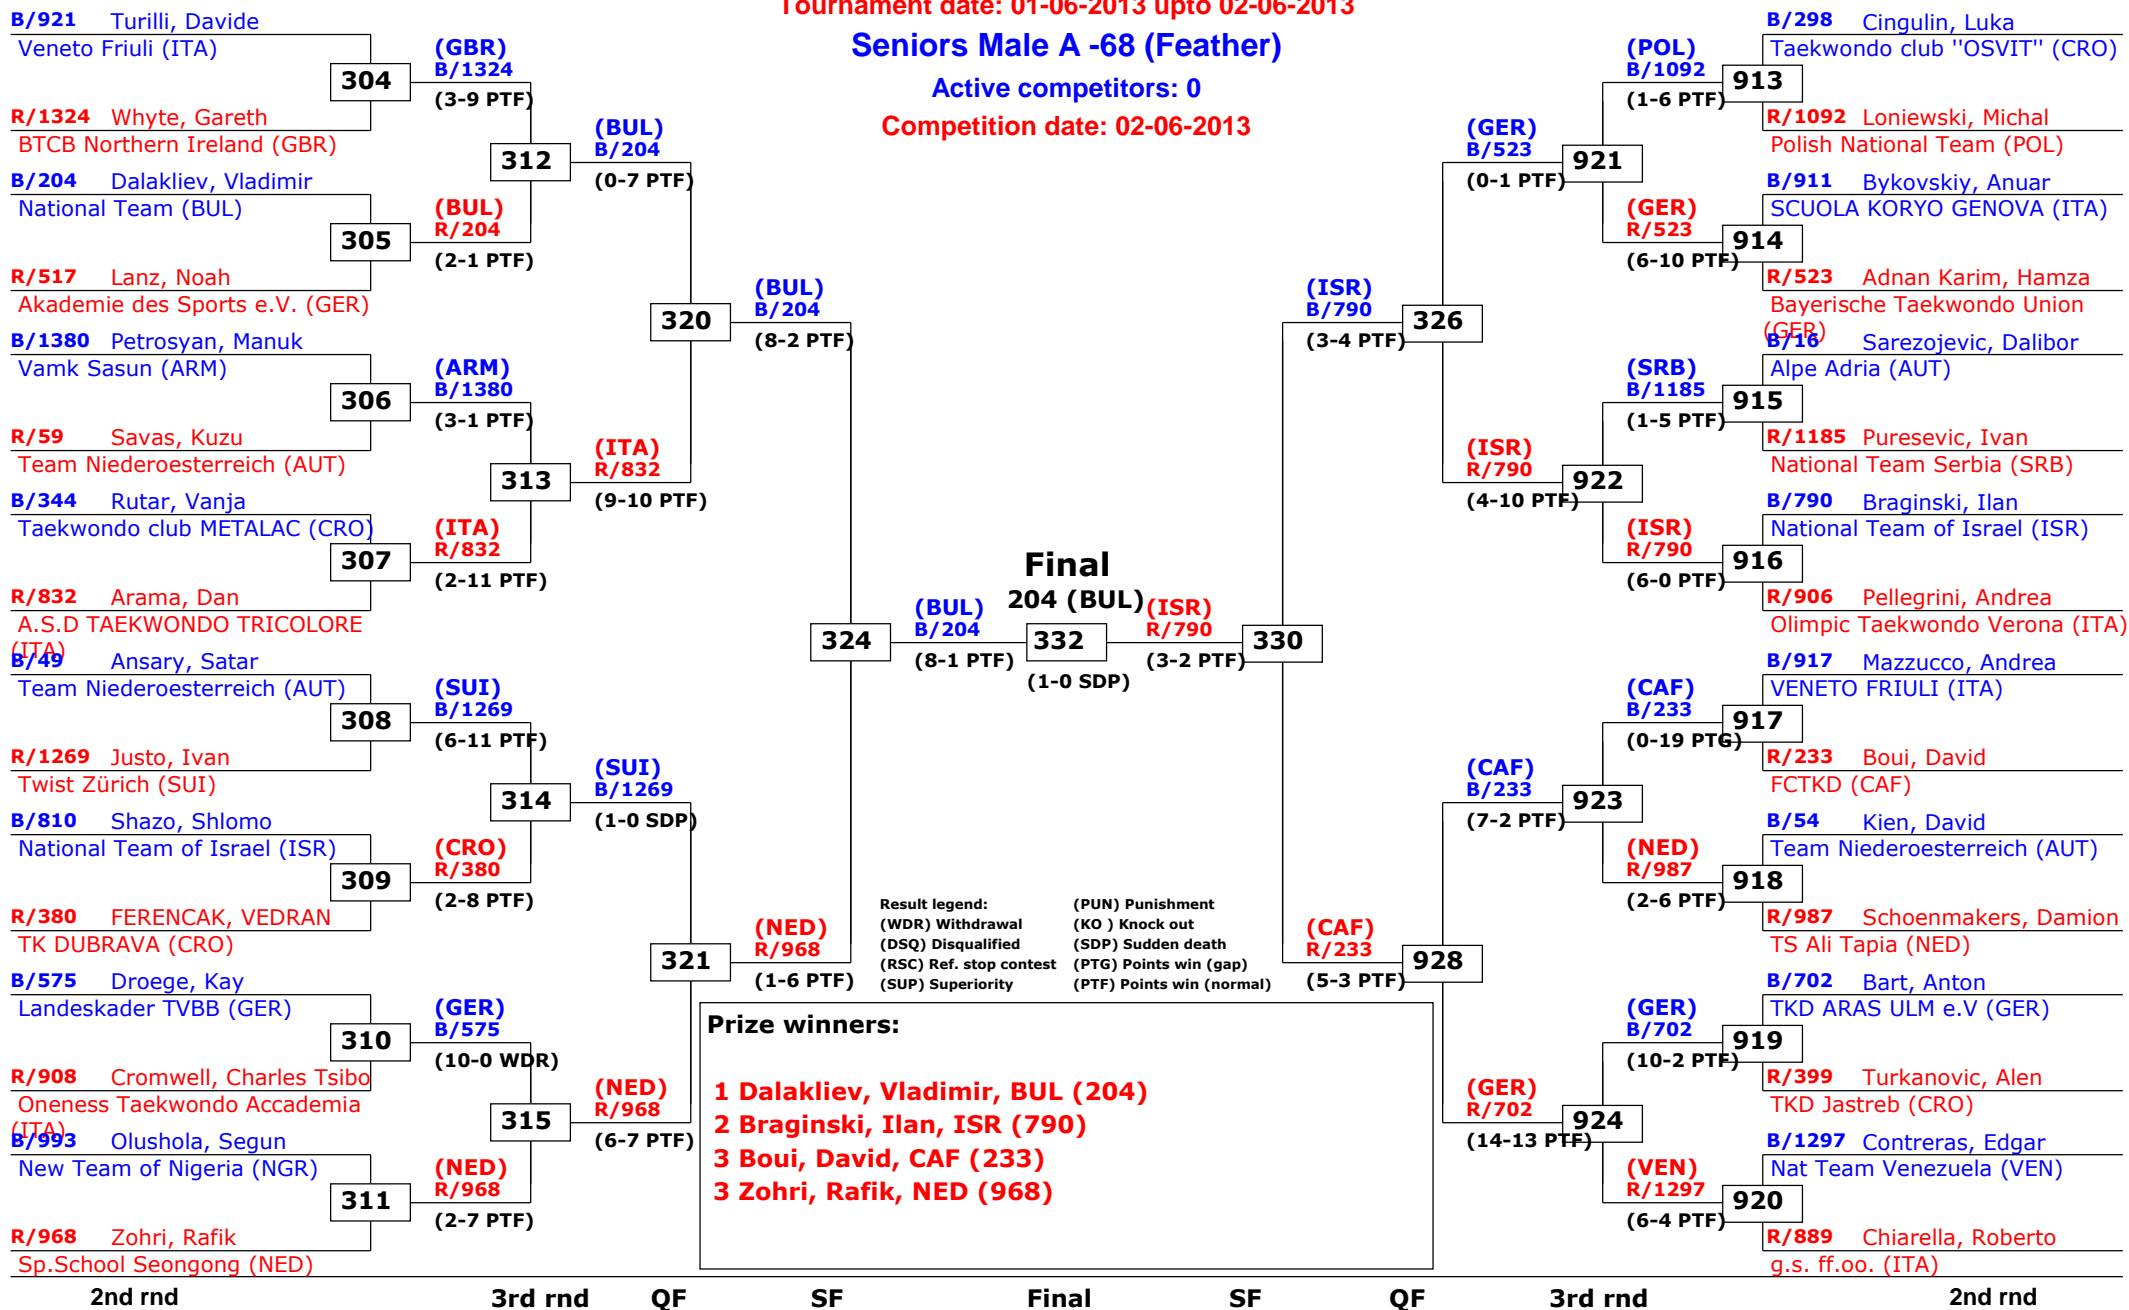 Tournament date: 01-06-2013 upto 02-06-2013
Seniors Male A -68 (Feather)
Active competitors: 0
Competition date: 02-06-2013
B/921 Turilli, Davide
Veneto Friuli (ITA)
304
R/1324 Whyte, Gareth
BTCB Northern Ireland (GBR)
B/204 Dalakliev, Vladimir
National Team (BUL)
305
R/517 Lanz, Noah
Akademie des Sports e.V. (GER)
B/1380 Petrosyan, Manuk
Vamk Sasun (ARM)
306
R/59 Savas, Kuzu
Team Niederoesterreich (AUT)
B/344 Rutar, Vanja
Taekwondo club METALAC (CRO)
307
R/832 Arama, Dan
A.S.D TAEKWONDO TRICOLORE
(ITA)
B/49 Ansary, Satar
Team Niederoesterreich (AUT)
308
R/1269 Justo, Ivan
Twist Zürich (SUI)
B/810 Shazo, Shlomo
National Team of Israel (ISR)
309
R/380 FERENCAK, VEDRAN
TK DUBRAVA (CRO)
B/575 Droege, Kay
Landeskader TVBB (GER)
310
R/908 Cromwell, Charles Tsibo
Oneness Taekwondo Accademia
(ITA)
B/993 Olushola, Segun
New Team of Nigeria (NGR)
311
R/968 Zohri, Rafik
Sp.School Seongong (NED)
(GBR)
B/1324
(3-9 PTF)
312
(BUL)
R/204
(2-1 PTF)
(ARM)
B/1380
(3-1 PTF)
313
(ITA)
R/832
(2-11 PTF)
(SUI)
B/1269
(6-11 PTF)
314
(CRO)
R/380
(2-8 PTF)
(GER)
B/575
(10-0 WDR)
315
(NED)
R/968
(2-7 PTF)
(BUL)
B/204
(0-7 PTF)
320
(ITA)
R/832
(9-10 PTF)
(SUI)
B/1269
(1-0 SDP)
321
(NED)
R/968
(6-7 PTF)
(BUL)
B/204
(8-2 PTF)
324
(NED)
R/968
(1-6 PTF)
(BUL)
B/204
(8-1 PTF)
Final
204 (BUL)
332
(1-0 SDP)
(ISR)
R/790
(3-2 PTF)
330
(ISR)
B/790
(3-4 PTF)
326
(CAF)
R/233
(5-3 PTF)
928
(GER)
B/523
(0-1 PTF)
921
(ISR)
R/790
(4-10 PTF)
922
(CAF)
B/233
(7-2 PTF)
923
(GER)
R/702
(14-13 PTF)
924
(POL)
B/1092
(1-6 PTF)
(GER)
R/523
(6-10 PTF)
(SRB)
B/1185
(1-5 PTF)
(ISR)
R/790
(6-0 PTF)
(CAF)
B/233
(0-19 PTG)
(NED)
R/987
(2-6 PTF)
(GER)
B/702
(10-2 PTF)
(VEN)
R/1297
(6-4 PTF)
B/298 Cingulin, Luka
Taekwondo club "OSVIT" (CRO)
913
R/1092 Loniewski, Michal
Polish National Team (POL)
B/911 Bykovskiy, Anuar
SCUOLA KORYO GENOVA (ITA)
914
R/523 Adnan Karim, Hamza
Bayerische Taekwondo Union
(GER)
B/16 Sarezojevic, Dalibor
Alpe Adria (AUT)
915
R/1185 Puresevic, Ivan
National Team Serbia (SRB)
B/790 Braginski, Ilan
National Team of Israel (ISR)
916
R/906 Pellegrini, Andrea
Olimpic Taekwondo Verona (ITA)
B/917 Mazzucco, Andrea
VENETO FRIULI (ITA)
917
R/233 Boui, David
FCTKD (CAF)
B/54 Kien, David
Team Niederoesterreich (AUT)
918
R/987 Schoenmakers, Damion
TS Ali Tapia (NED)
B/702 Bart, Anton
TKD ARAS ULM e.V (GER)
919
R/399 Turkanovic, Alen
TKD Jastreb (CRO)
B/1297 Contreras, Edgar
Nat Team Venezuela (VEN)
920
R/889 Chiarella, Roberto
g.s. ff.oo. (ITA)
Result legend: (PUN) Punishment
(WDR) Withdrawal (KO ) Knock out
(DSQ) Disqualified (SDP) Sudden death
(RSC) Ref. stop contest (PTG) Points win (gap)
(SUP) Superiority (PTF) Points win (normal)
Prize winners:
1 Dalakliev, Vladimir, BUL (204)
2 Braginski, Ilan, ISR (790)
3 Boui, David, CAF (233)
3 Zohri, Rafik, NED (968)
2nd rnd 3rd rnd QF SF Final SF QF 3rd rnd 2nd rnd